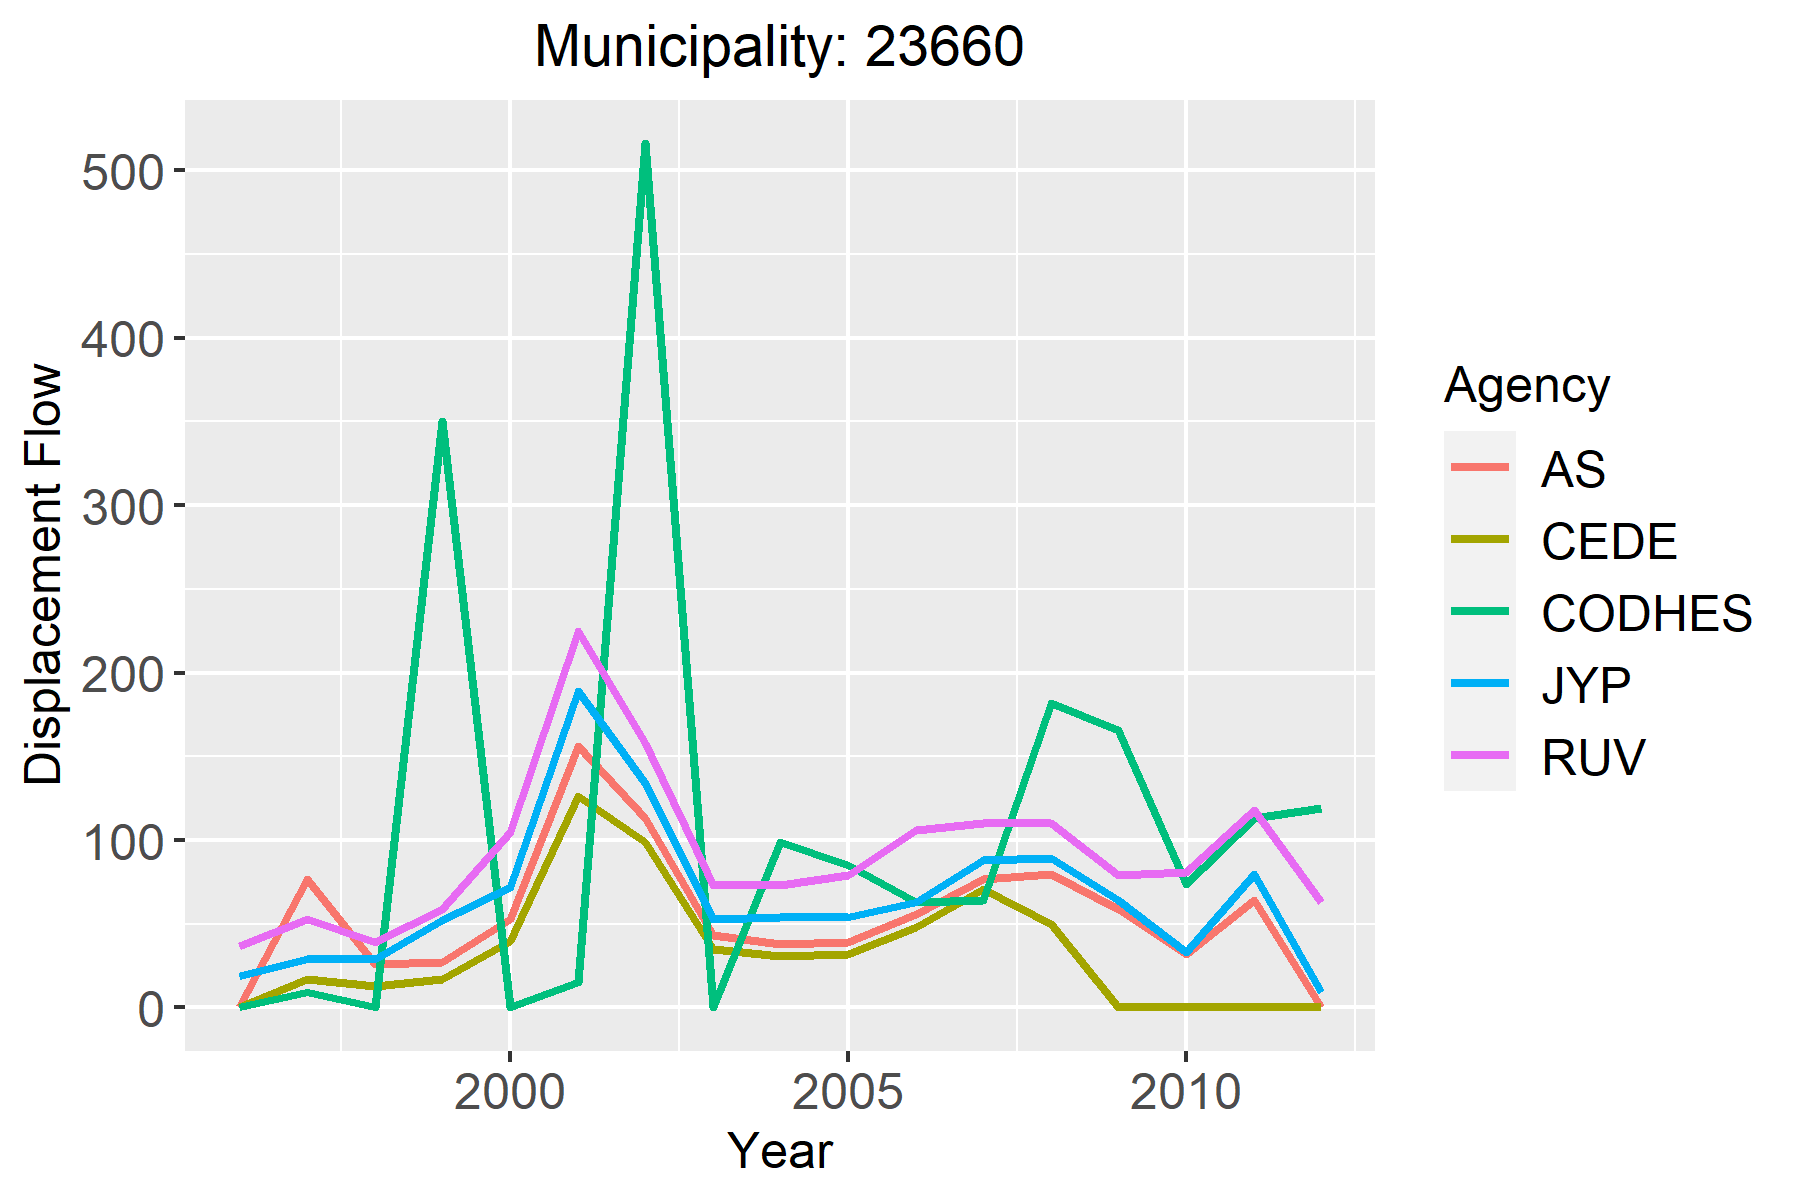 Municipality: 23660
Displacement Flow
500
400
300
200
100
0
2000 2005 2010
Year
Agency
AS
CEDE
CODHES
JYP
RUV